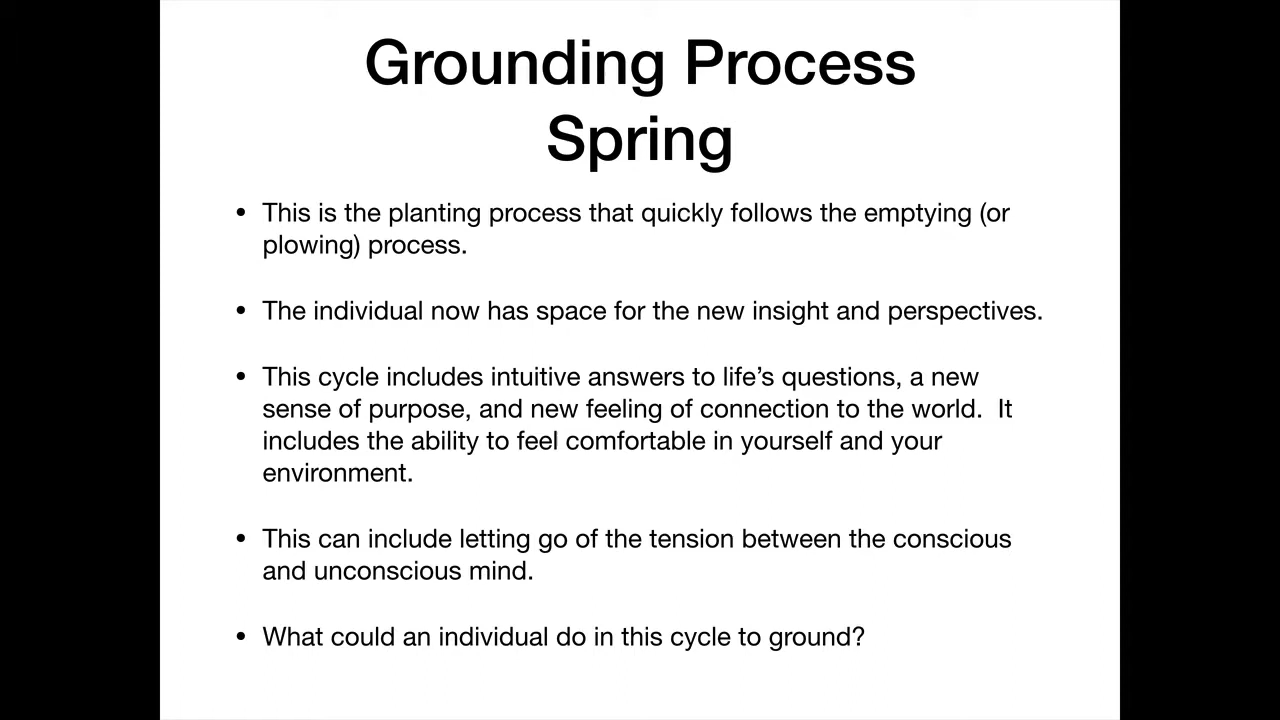 Grounding Process
Spring
• This is the planting process that quickly follows the emptying (or
plowing) process.
• The individual now has space for the new insight and perspectives.
• This cycle includes intuitive answers to life’s questions, a new
sense of purpose, and new feeling of connection to the world.  It
includes the ability to feel comfortable in yourself and your
environment.
• This can include letting go of the tension between the conscious
and unconscious mind.
• What could an individual do in this cycle to ground?